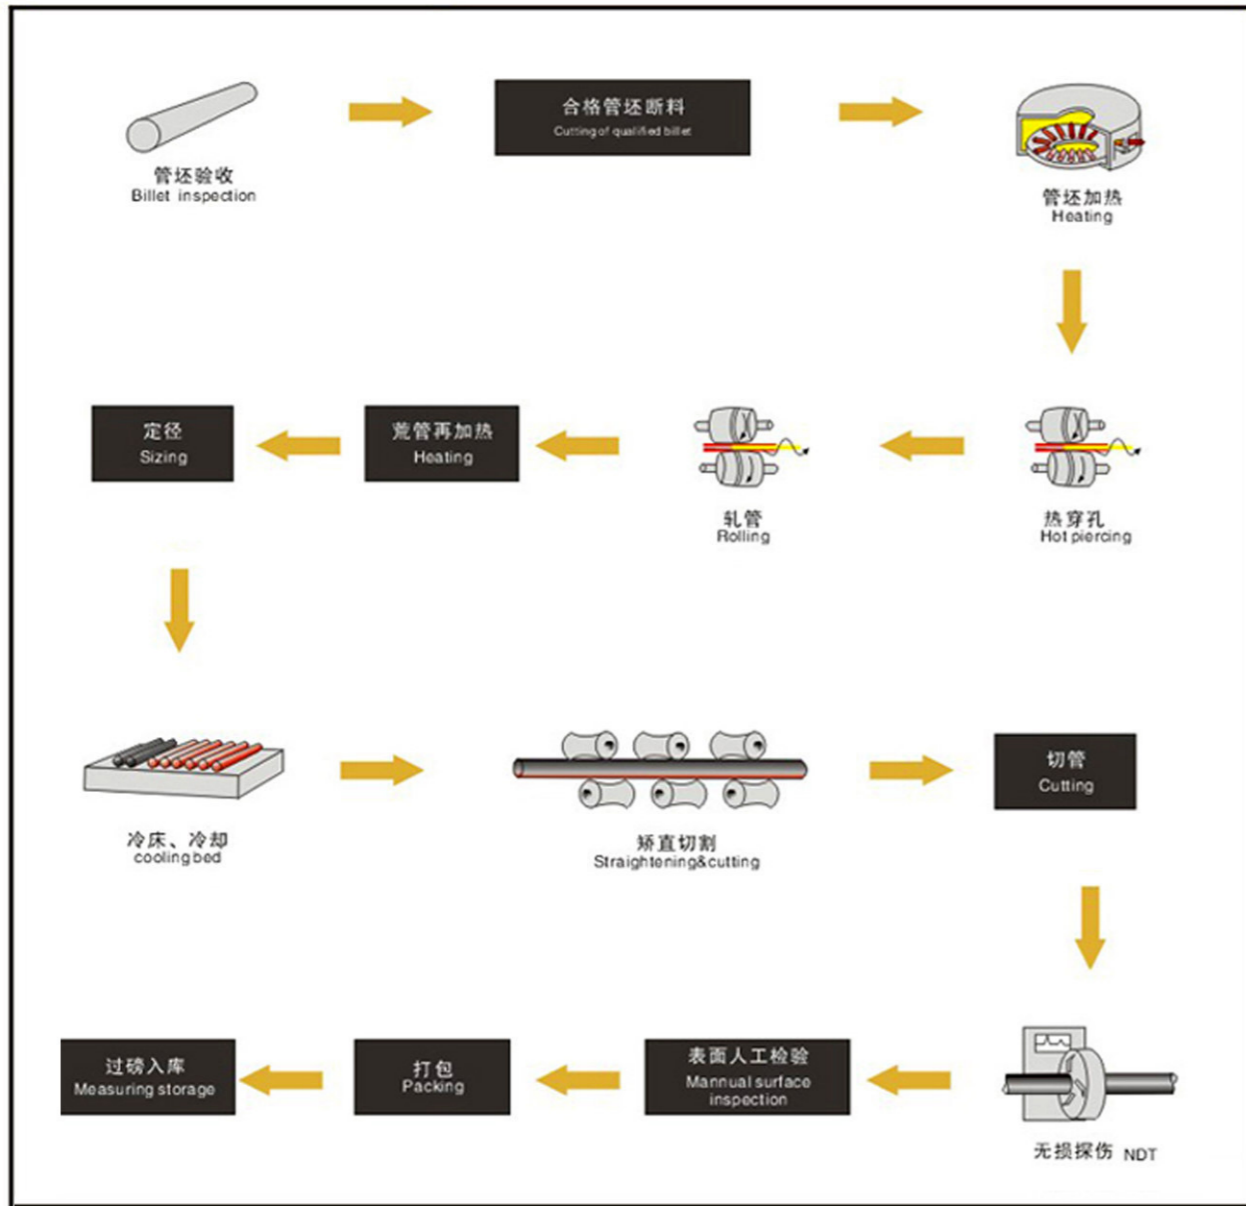 合格管坯断料
Cutting of qualified billet
管坯验收
Billet inspection
管坯加热
Heating
定径
Sizing
荒管再加热
Heating
轧管
Rolling
热穿孔
Hot piercing
冷床、冷却
cooling bed
矫直切割
Straightening&cutting
切管
Cutting
过磅入库
Measuring storage
打包
Packing
表面人工检验
Mannual surface
inspection
无损探伤 NDT